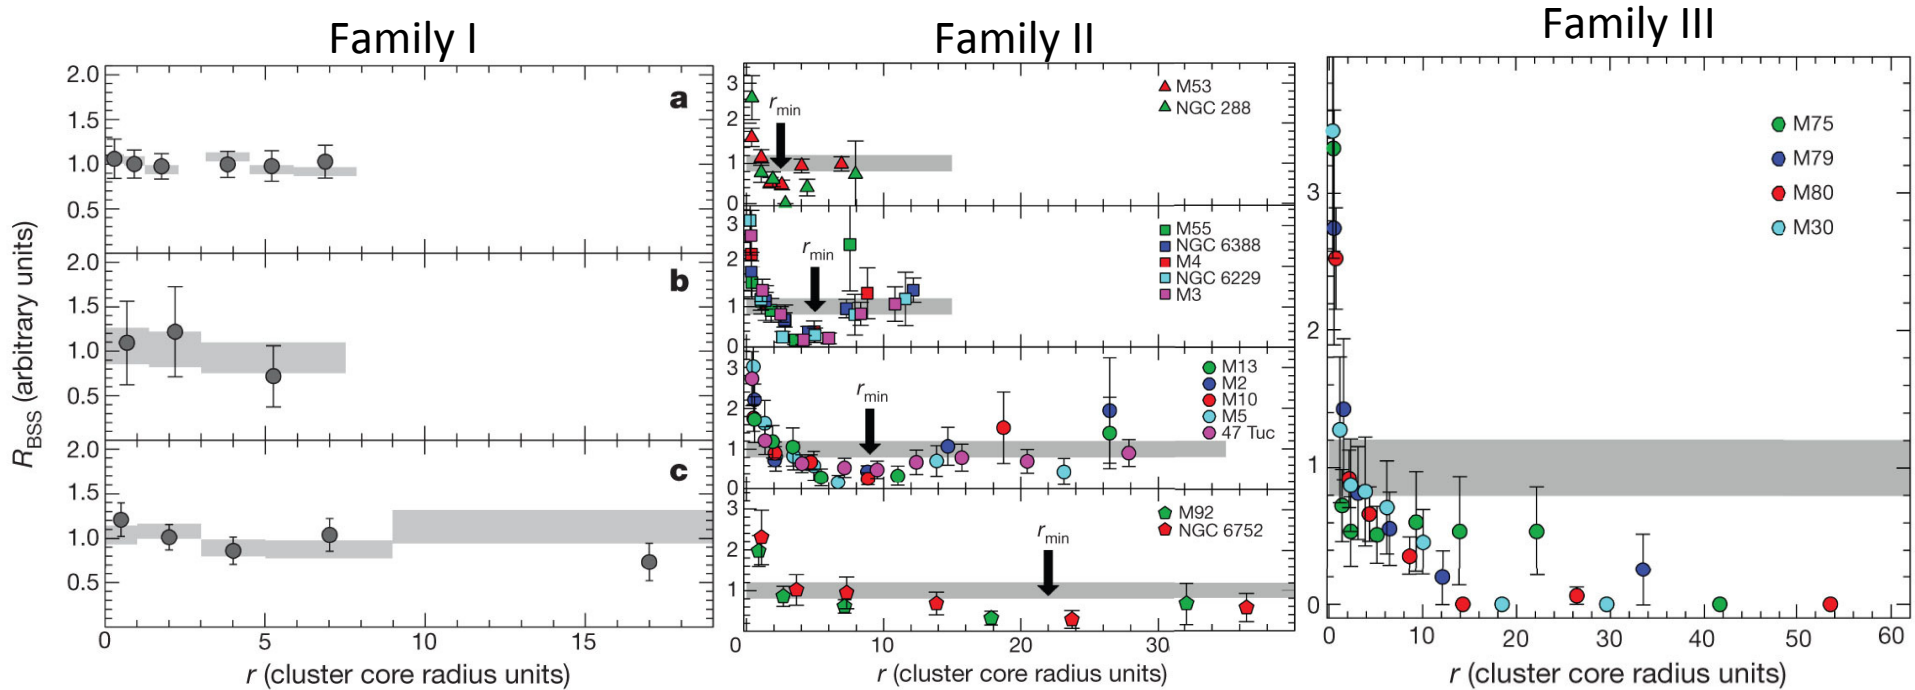 Family I
Family II
Family III
R_BSS (arbitrary units)
2.0
1.5
1.0
0.5
a
2.0
1.5
1.0
0.5
b
2.0
1.5
1.0
0.5
c
0 5 10 15
r (cluster core radius units)
3
2
1
0
r_min
M53
NGC 288
3
2
1
0
r_min
M55
NGC 6388
M4
NGC 6229
M3
3
2
1
0
r_min
M13
M2
M10
M5
47 Tuc
3
2
1
r_min
M92
NGC 6752
0 10 20 30
r (cluster core radius units)
3
2
1
0
M75
M79
M80
M30
0 10 20 30 40 50 60
r (cluster core radius units)